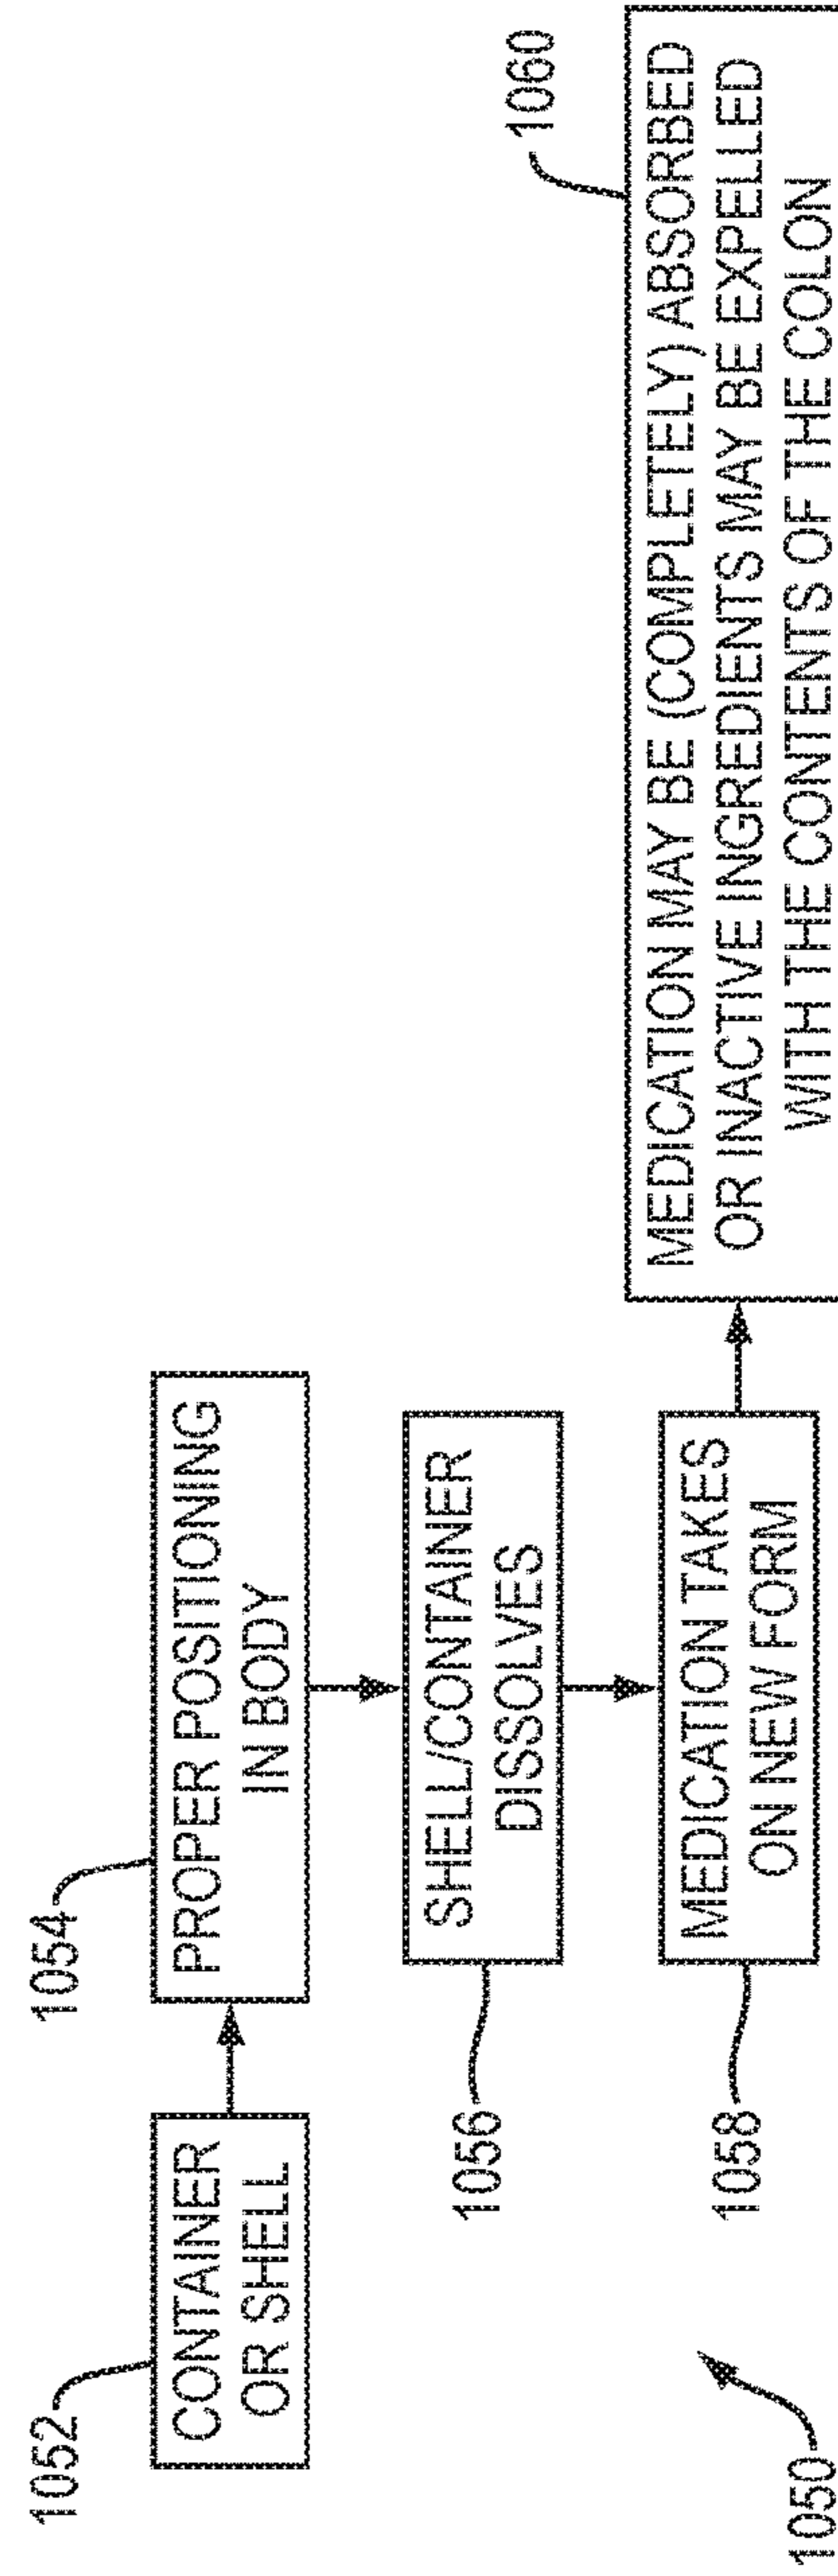 1052
CONTAINER
OR SHELL
1054
PROPER POSITIONING
IN BODY
1056
SHELL/CONTAINER
DISSOLVES
1058
MEDICATION TAKES
ON NEW FORM
1060
MEDICATION MAY BE (COMPLETELY) ABSORBED
OR INACTIVE INGREDIENTS MAY BE EXPELLED
WITH THE CONTENTS OF THE COLON
1050